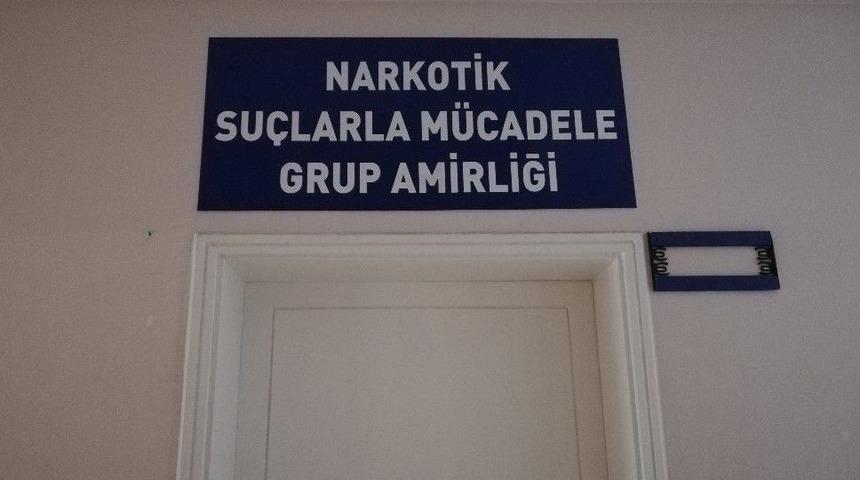 NARKOTİK
SUÇLARLA MÜCADELE
GRUP AMİRLİĞİ